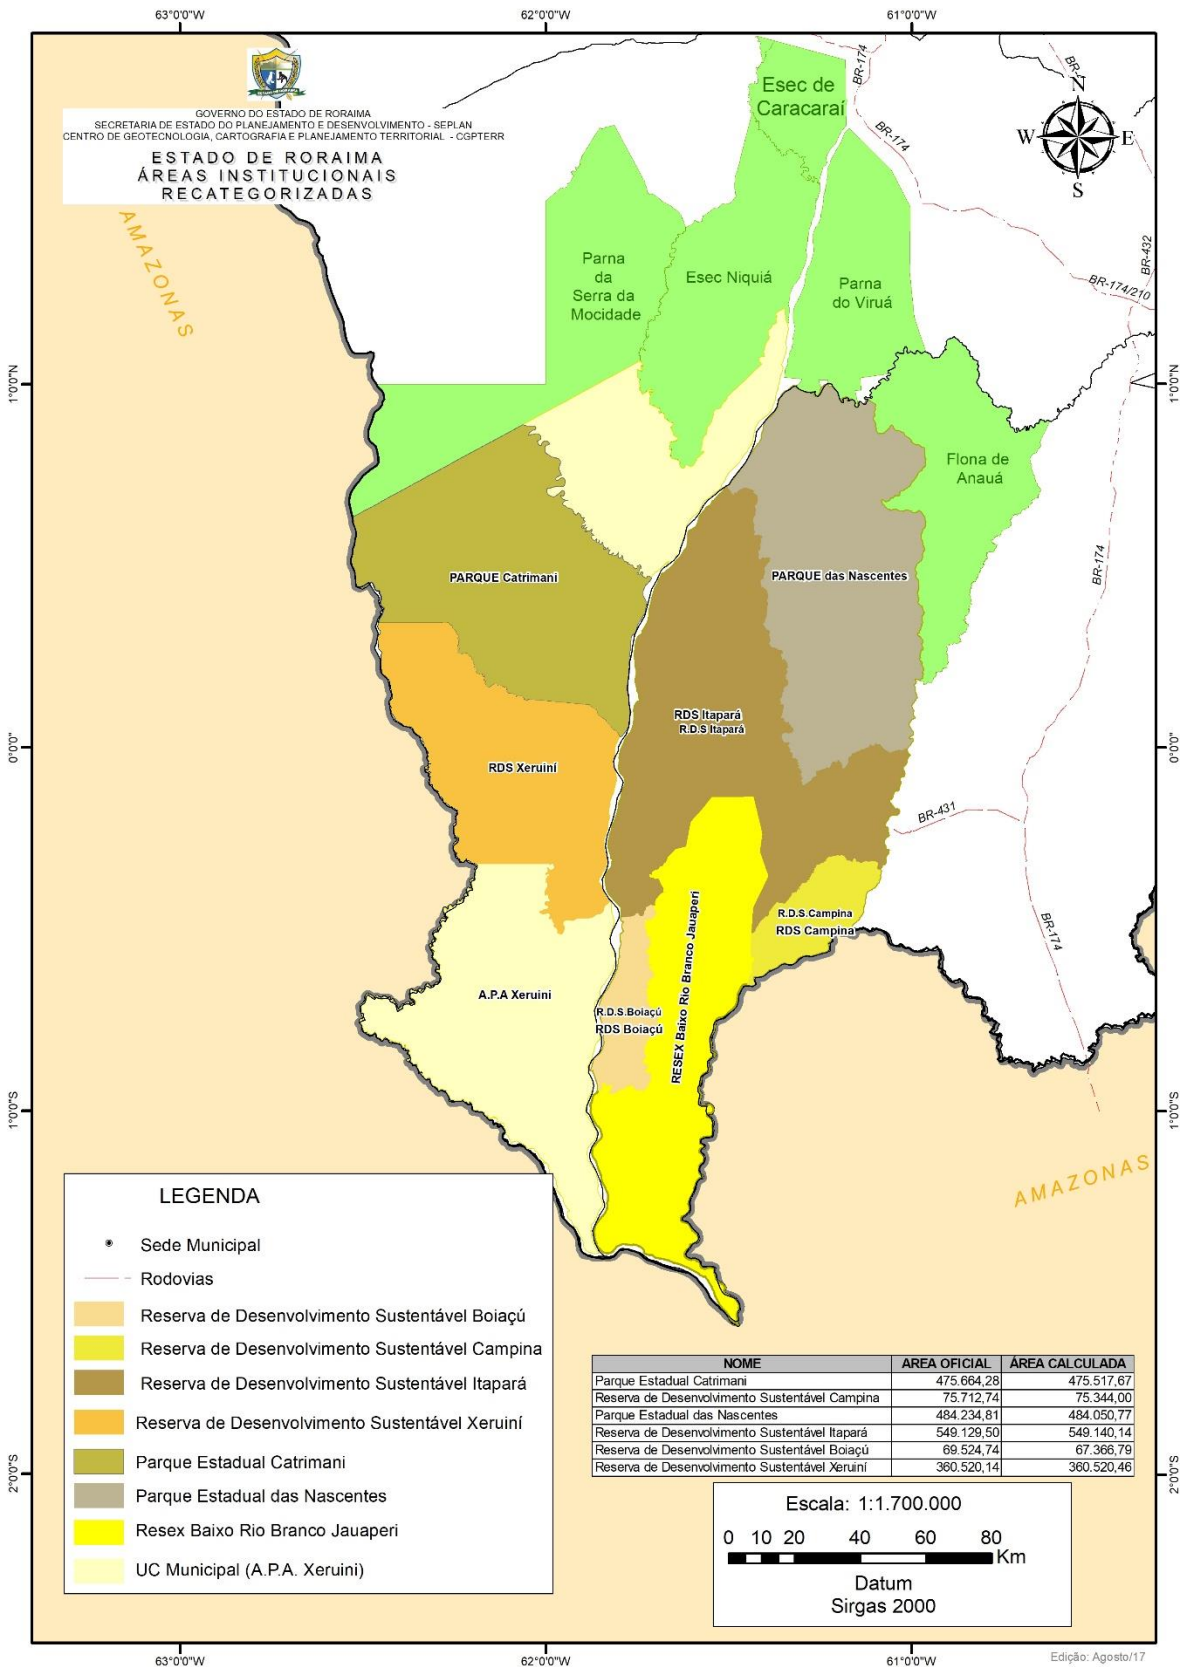 63°0'0"W 62°0'0"W 61°0'0"W
GOVERNO DO ESTADO DE RORAIMA
SECRETARIA DE ESTADO DO PLANEJAMENTO E DESENVOLVIMENTO - SEPLAN
CENTRO DE GEOTECNOLOGIA, CARTOGRAFIA E PLANEJAMENTO TERRITORIAL - CGPTERR
ESTADO DE RORAIMA
ÁREAS INSTITUCIONAIS
RECATEGORIZADAS
Esec de
Caracaraí
BR-174
BR-174
N
W E
S
AMAZONAS
Parna
da
Serra da
Mocidade
Esec Niquiá
Parna
do Viruá
BR-432
BR-174/210
1°0'0"N
1°0'0"N
Flona de
Anauá
BR-174
PARQUE Catrimani
PARQUE das Nascentes
RDS Itapará
R.D.S Itapará
0°0'0"
0°0'0"
RDS Xeruiní
BR-431
RESEX Baixo Rio Branco Jauaperi
R.D.S.Campina
RDS Campina
BR-174
A.P.A Xeruini
R.D.S.Boiaçú
RDS Boiaçú
1°0'0"S
1°0'0"S
AMAZONAS
LEGENDA
Sede Municipal
Rodovias
Reserva de Desenvolvimento Sustentável Boiaçú
Reserva de Desenvolvimento Sustentável Campina
Reserva de Desenvolvimento Sustentável Itapará
Reserva de Desenvolvimento Sustentável Xeruiní
Parque Estadual Catrimani
Parque Estadual das Nascentes
Resex Baixo Rio Branco Jauaperi
UC Municipal (A.P.A. Xeruini)
NOME AREA OFICIAL ÁREA CALCULADA
Parque Estadual Catrimani 475.664,28 475.517,67
Reserva de Desenvolvimento Sustentável Campina 75.712,74 75.344,00
Parque Estadual das Nascentes 484.234,81 484.050,77
Reserva de Desenvolvimento Sustentável Itapará 549.129,50 549.140,14
Reserva de Desenvolvimento Sustentável Boiaçú 69.524,74 67.366,79
Reserva de Desenvolvimento Sustentável Xeruiní 360.520,14 360.520,46
2°0'0"S
2°0'0"S
Escala: 1:1.700.000
0 10 20 40 60 80
Km
Datum
Sirgas 2000
63°0'0"W 62°0'0"W 61°0'0"W
Edição: Agosto/17